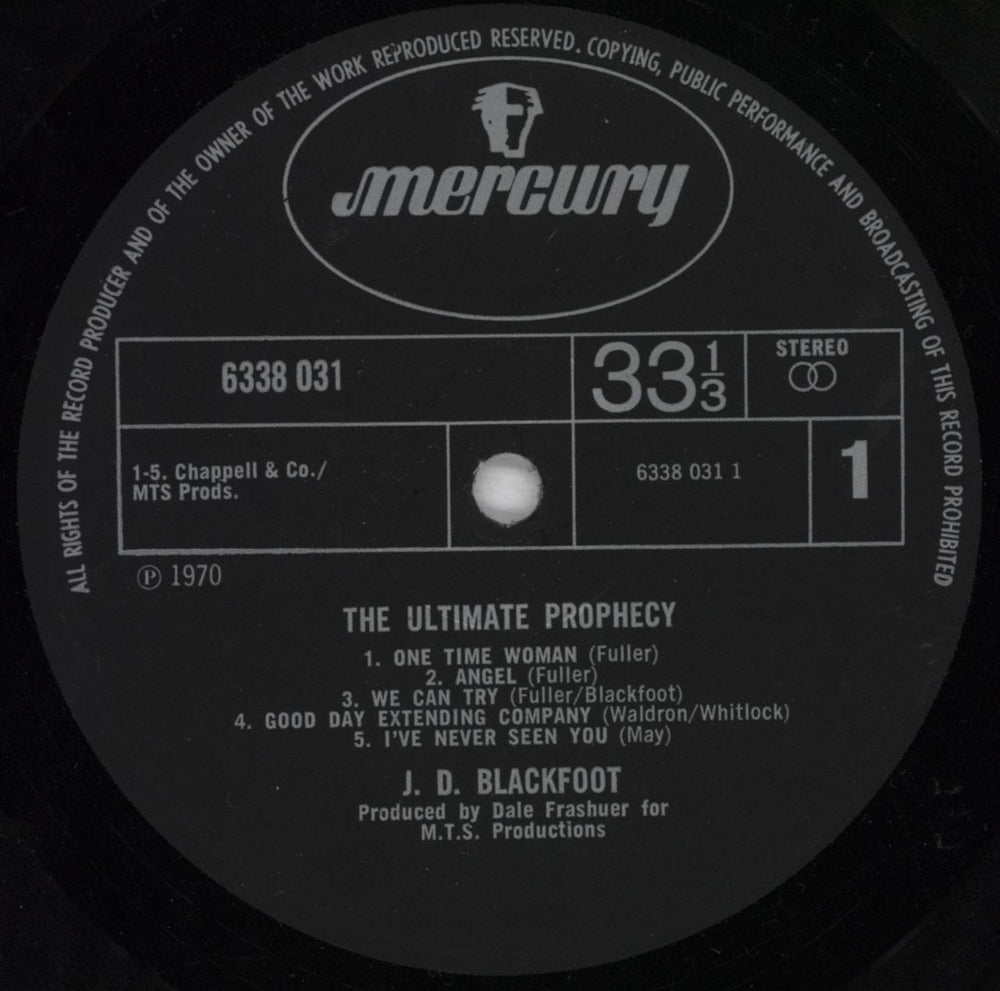 ALL RIGHTS OF THE RECORD PRODUCER AND OF THE OWNER OF THE WORK REPRODUCED RESERVED. COPYING, PUBLIC PERFORMANCE AND BROADCASTING OF THIS RECORD PROHIBITED
mercury
6338 031
33 1/3
STEREO
1-5. Chappell & Co./
MTS Prods.
6338 031 1
1
Ⓟ 1970
THE ULTIMATE PROPHECY
1. ONE TIME WOMAN (Fuller)
2. ANGEL (Fuller)
3. WE CAN TRY (Fuller/Blackfoot)
4. GOOD DAY EXTENDING COMPANY (Waldron/Whitlock)
5. I'VE NEVER SEEN YOU (May)
J. D. BLACKFOOT
Produced by Dale Frashuer for
M.T.S. Productions